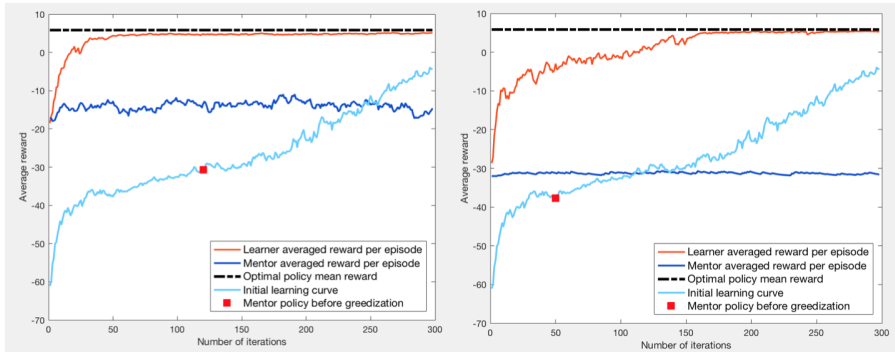 10
0
-10
-20
-30
-40
-50
-60
-70
Average reward
0
50
100
150
200
250
300
Number of iterations
Learner averaged reward per episode
Mentor averaged reward per episode
Optimal policy mean reward
Initial learning curve
Mentor policy before greedization
10
0
-10
-20
-30
-40
-50
-60
-70
Average reward
0
50
100
150
200
250
300
Number of iterations
Learner averaged reward per episode
Mentor averaged reward per episode
Optimal policy mean reward
Initial learning curve
Mentor policy before greedization